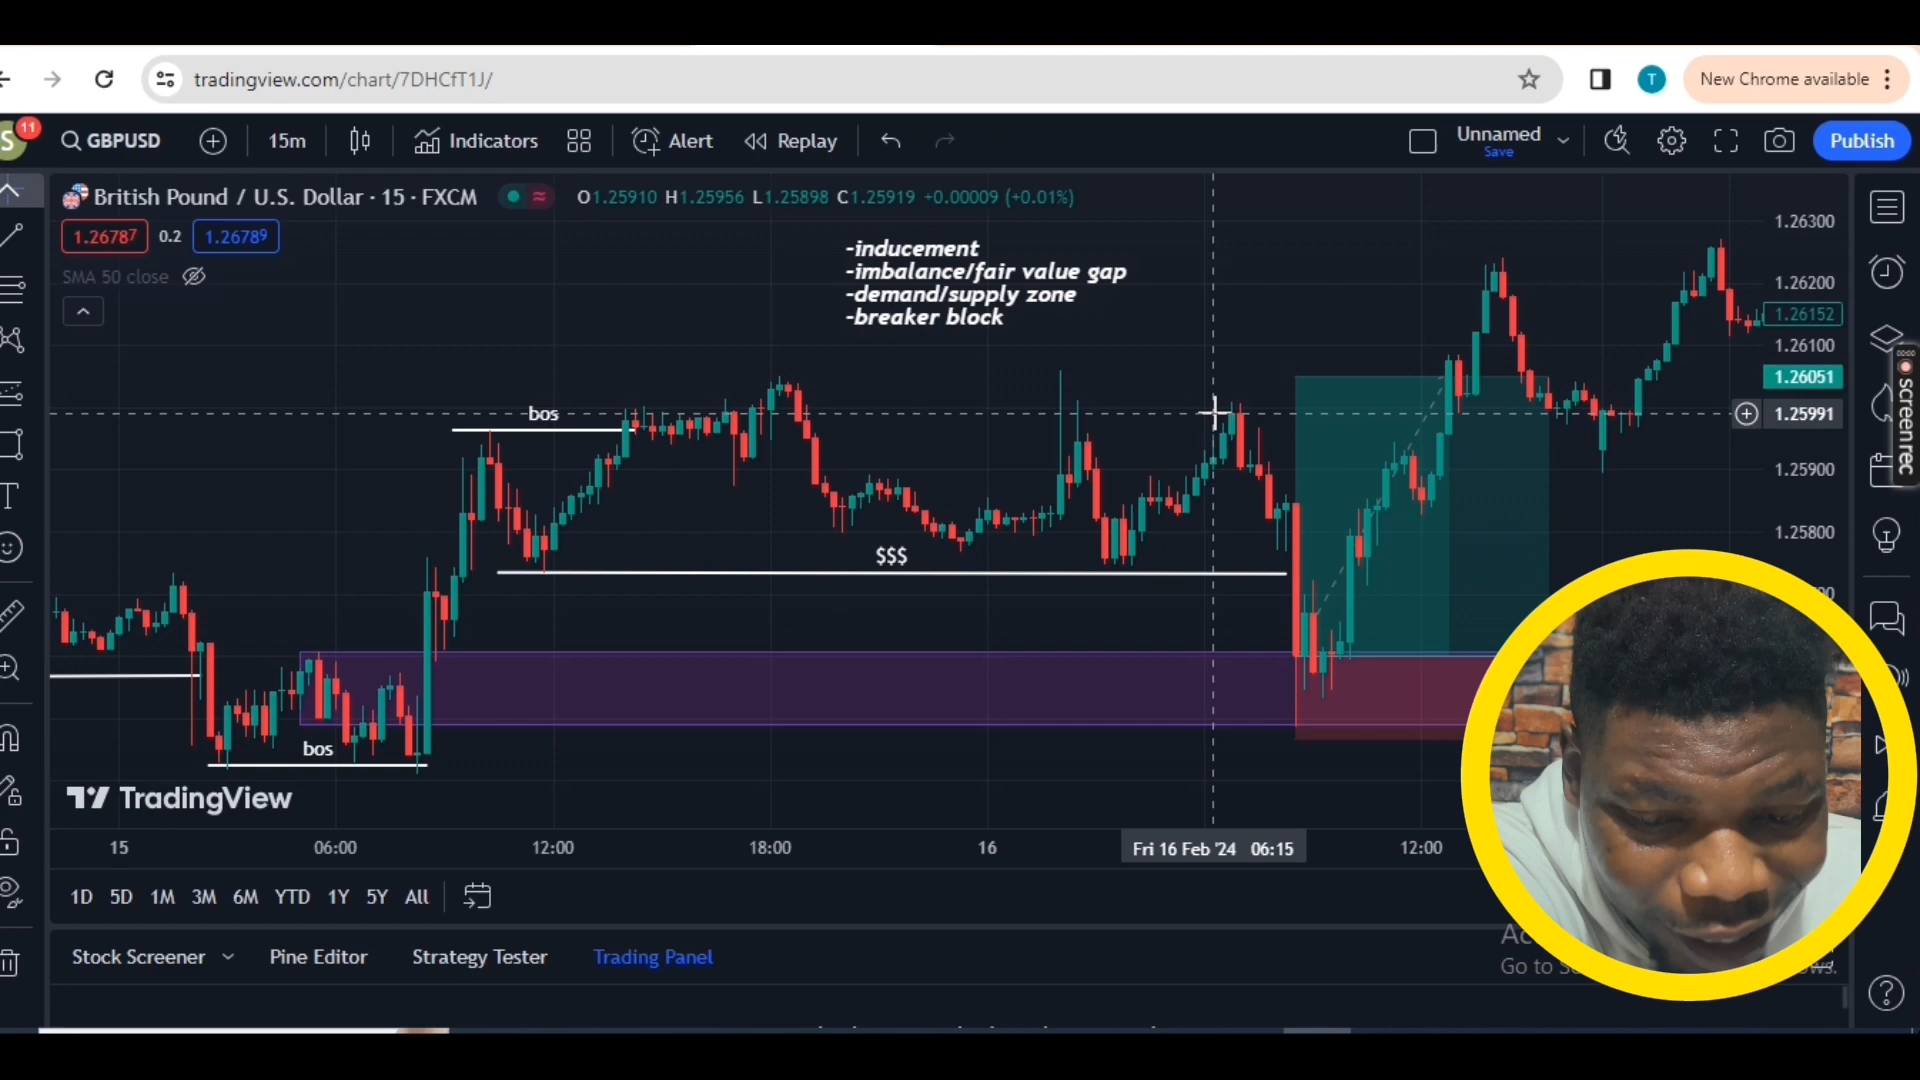 tradingview.com/chart/7DHCfT1J/
T
New Chrome available
S
11
GBPUSD
15m
Indicators
Alert
Replay
Unnamed
Save
Publish
British Pound / U.S. Dollar · 15 · FXCM
O1.25910 H1.25956 L1.25898 C1.25919 +0.00009 (+0.01%)
1.26787
0.2
1.26789
SMA 50 close
-inducement
-imbalance/fair value gap
-demand/supply zone
-breaker block
1.26300
1.26200
1.26152
1.26100
1.26051
1.25991
1.25900
1.25800
00:00
screenrec
bos
$$$
bos
TradingView
15
06:00
12:00
18:00
16
Fri 16 Feb '24 06:15
12:00
1D
5D
1M
3M
6M
YTD
1Y
5Y
All
Stock Screener
Pine Editor
Strategy Tester
Trading Panel
Go to